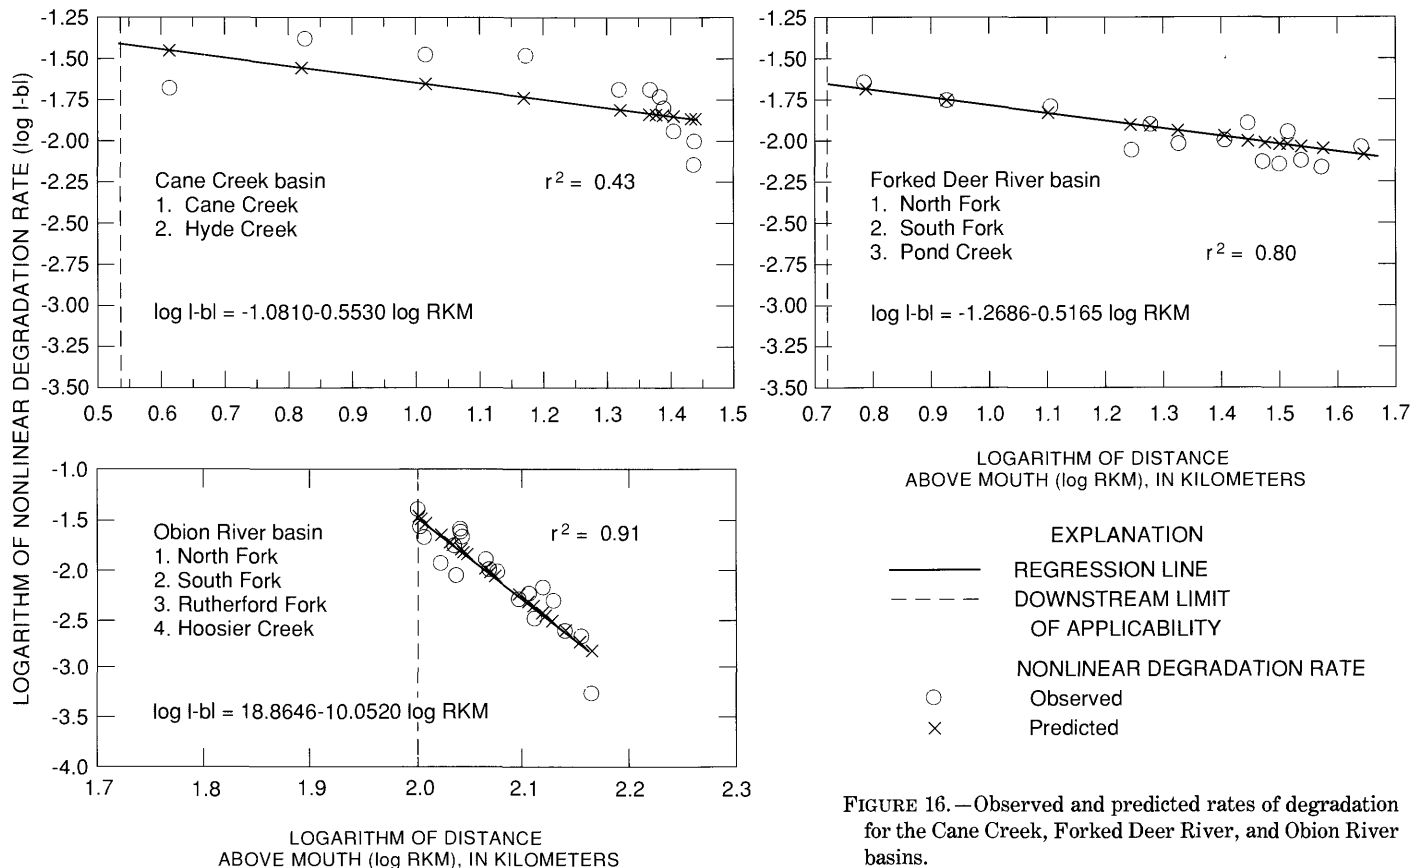 LOGARITHM OF NONLINEAR DEGRADATION RATE (log l-bl)
-1.25
-1.50
-1.75
-2.00
-2.25
-2.50
-2.75
-3.00
-3.25
-3.50
0.5 0.6 0.7 0.8 0.9 1.0 1.1 1.2 1.3 1.4 1.5
Cane Creek basin
1. Cane Creek
2. Hyde Creek
r² = 0.43
log l-bl = -1.0810-0.5530 log RKM
-1.25
-1.50
-1.75
-2.00
-2.25
-2.50
-2.75
-3.00
-3.25
-3.50
0.7 0.8 0.9 1.0 1.1 1.2 1.3 1.4 1.5 1.6 1.7
Forked Deer River basin
1. North Fork
2. South Fork
3. Pond Creek
r² = 0.80
log l-bl = -1.2686-0.5165 log RKM
LOGARITHM OF DISTANCE
ABOVE MOUTH (log RKM), IN KILOMETERS
-1.0
-1.5
-2.0
-2.5
-3.0
-3.5
-4.0
1.7 1.8 1.9 2.0 2.1 2.2 2.3
Obion River basin
1. North Fork
2. South Fork
3. Rutherford Fork
4. Hoosier Creek
r² = 0.91
log l-bl = 18.8646-10.0520 log RKM
LOGARITHM OF DISTANCE
ABOVE MOUTH (log RKM), IN KILOMETERS
EXPLANATION
REGRESSION LINE
DOWNSTREAM LIMIT
OF APPLICABILITY
NONLINEAR DEGRADATION RATE
Observed
Predicted
FIGURE 16.—Observed and predicted rates of degradation
for the Cane Creek, Forked Deer River, and Obion River
basins.